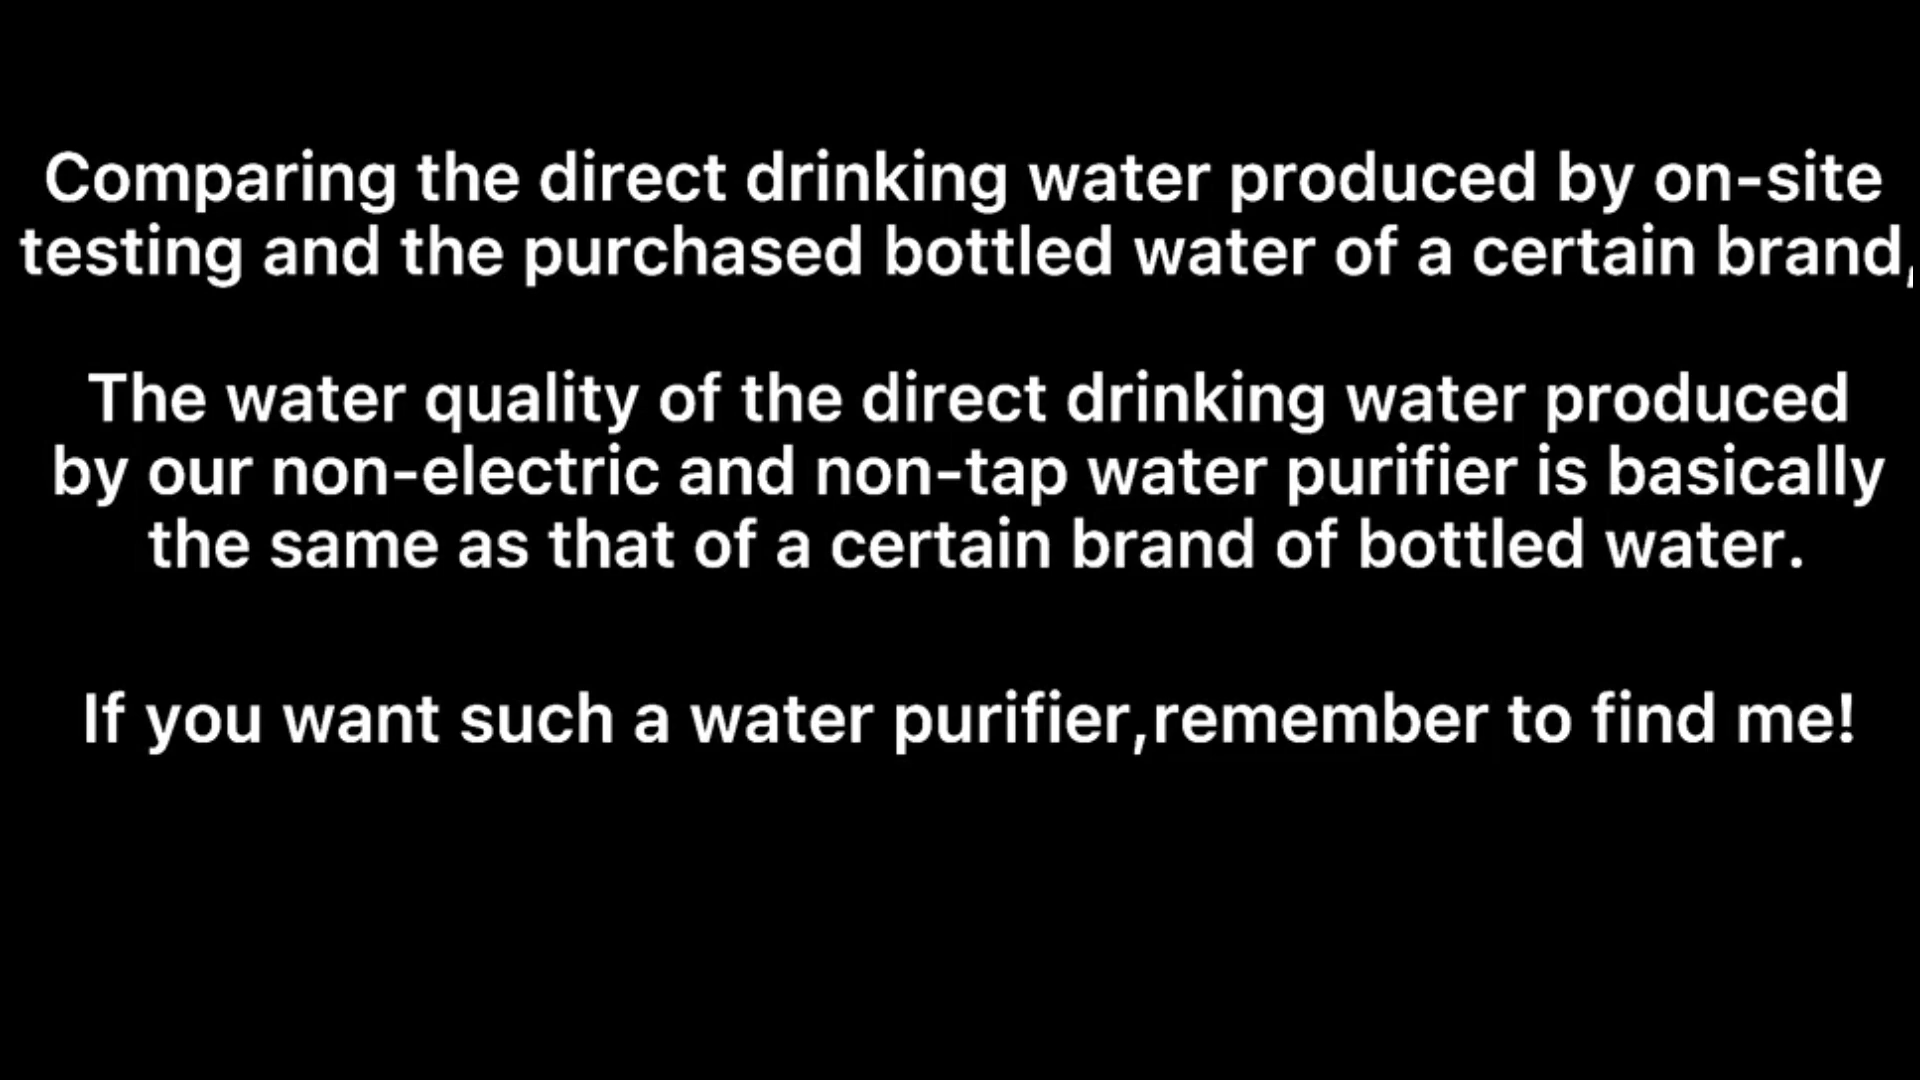 Comparing the direct drinking water produced by on-site
testing and the purchased bottled water of a certain brand,
The water quality of the direct drinking water produced
by our non-electric and non-tap water purifier is basically
the same as that of a certain brand of bottled water.
If you want such a water purifier,remember to find me!